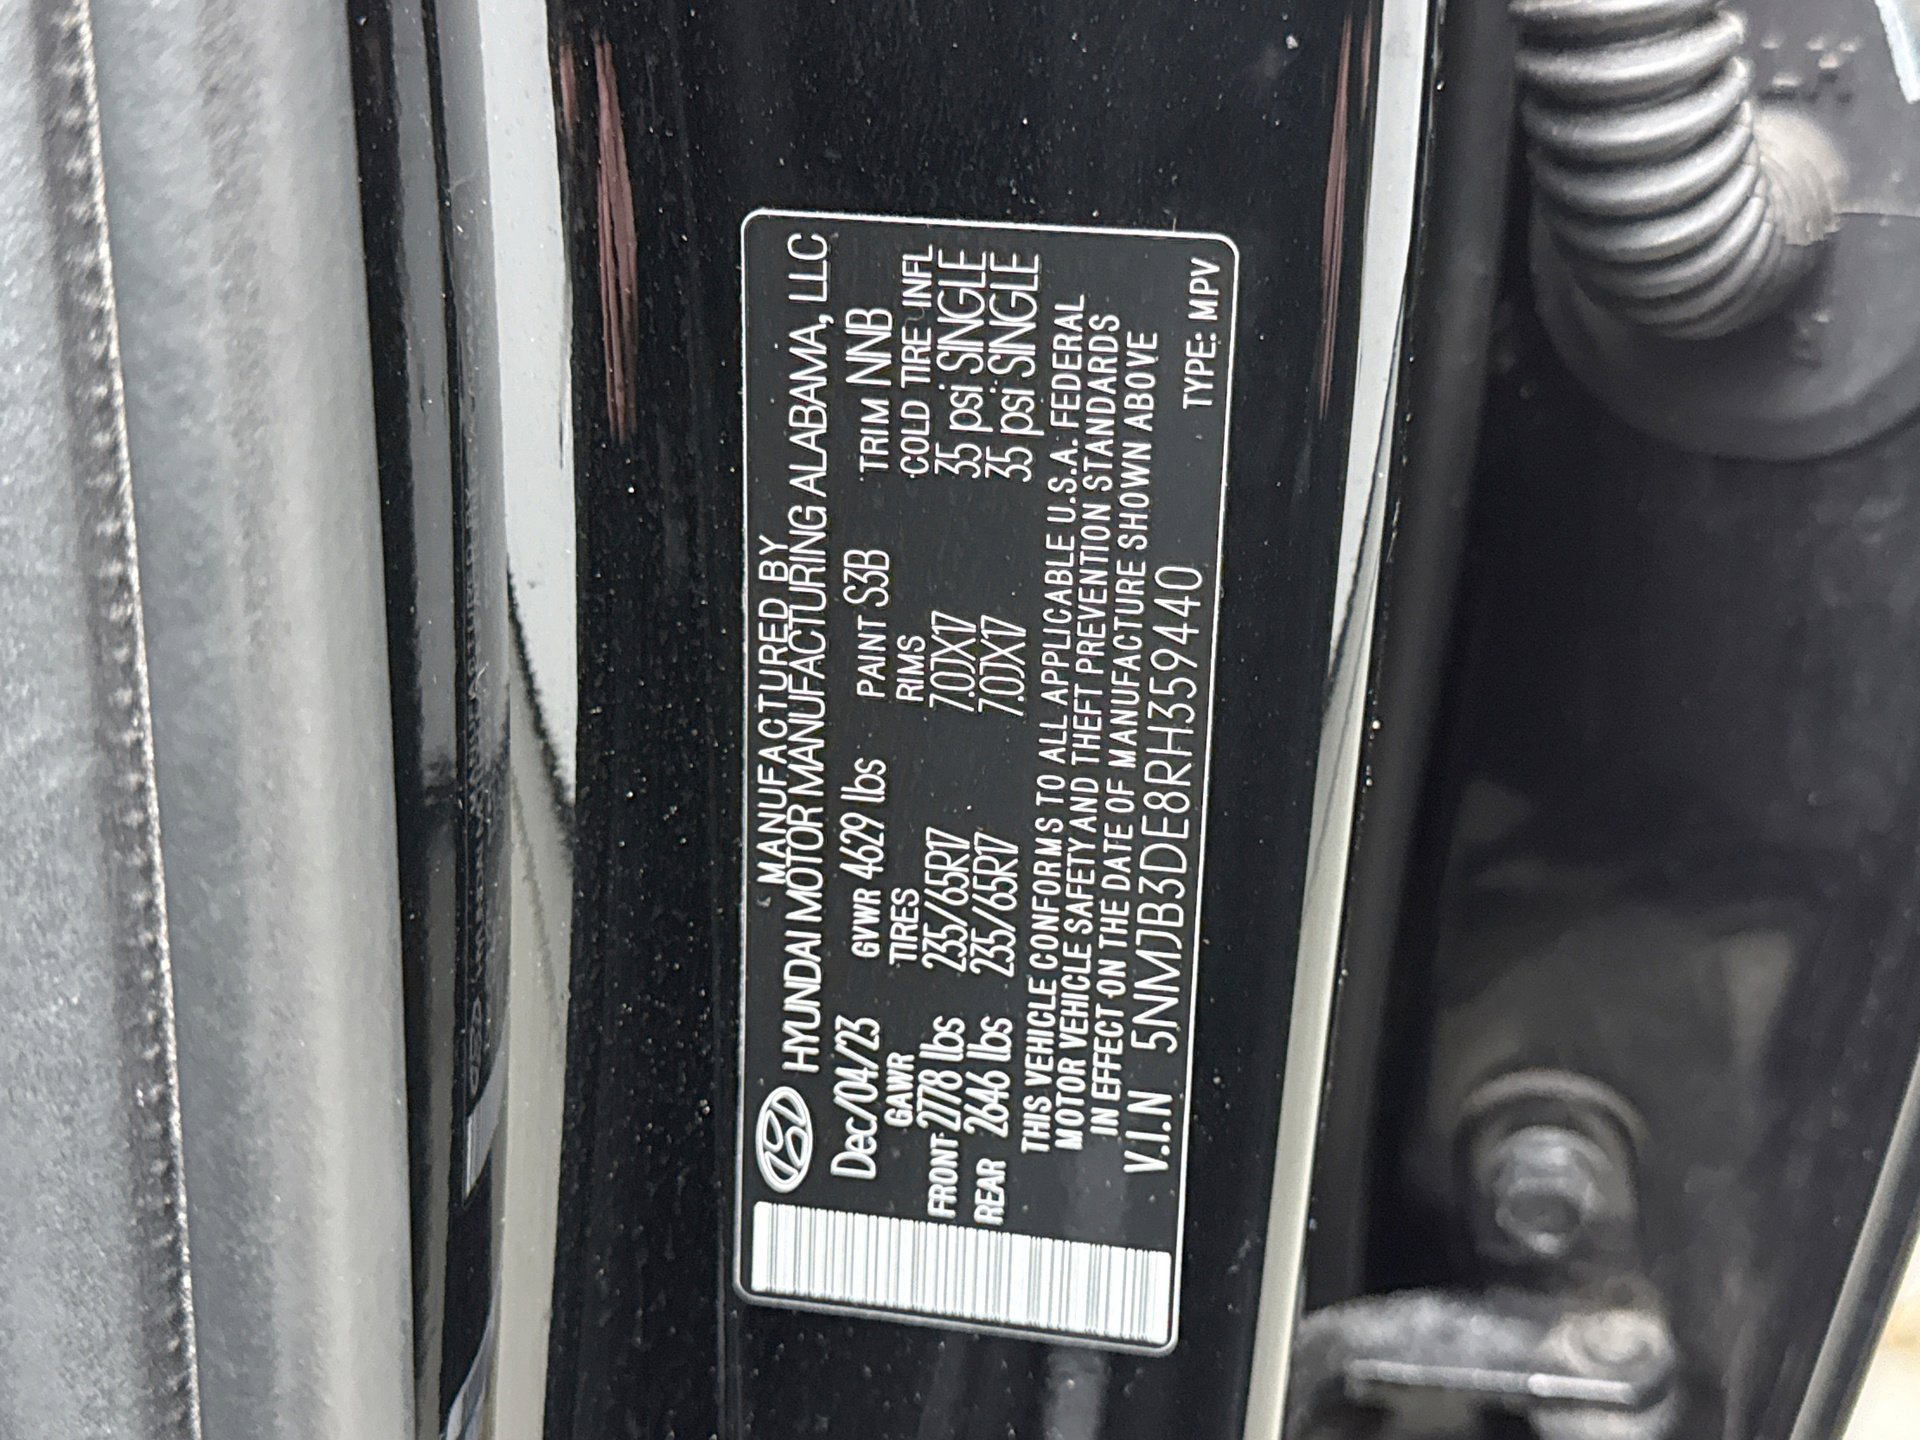 MANUFACTURED BY
HYUNDAI MOTOR MANUFACTURING ALABAMA, LLC
Dec/04/23 GVWR 4629 lbs PAINT S3B TRIM NNB
GAWR TIRES RIMS COLD TIRE INFL
FRONT 2778 lbs 235/65R17 7.0JX17 35 psi SINGLE
REAR 2646 lbs 235/65R17 7.0JX17 35 psi SINGLE
THIS VEHICLE CONFORMS TO ALL APPLICABLE U.S.A. FEDERAL
MOTOR VEHICLE SAFETY AND THEFT PREVENTION STANDARDS
IN EFFECT ON THE DATE OF MANUFACTURE SHOWN ABOVE
V.I.N 5NMJB3DE8RH359440
TYPE: MPV